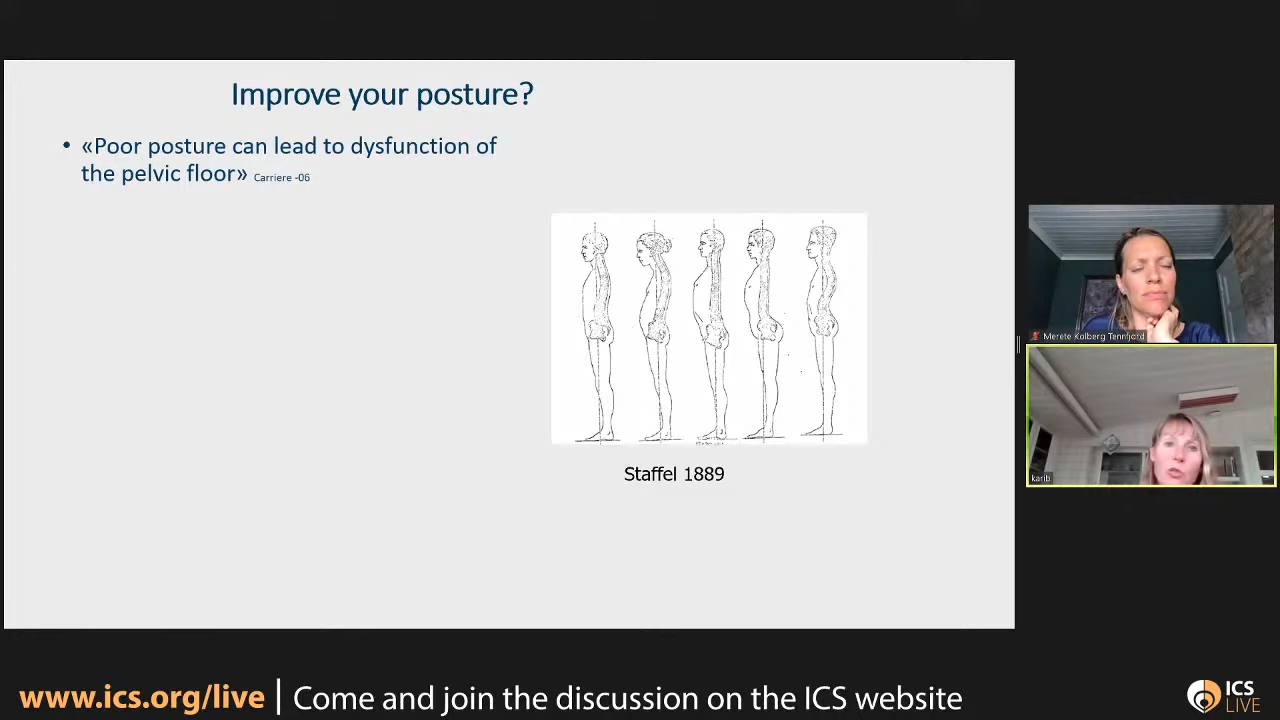 Improve your posture?
• «Poor posture can lead to dysfunction of
the pelvic floor» Carriere -06
Staffel 1889
Merete Kolberg Tennfjord
karib
www.ics.org/live | Come and join the discussion on the ICS website
ICS
LIVE